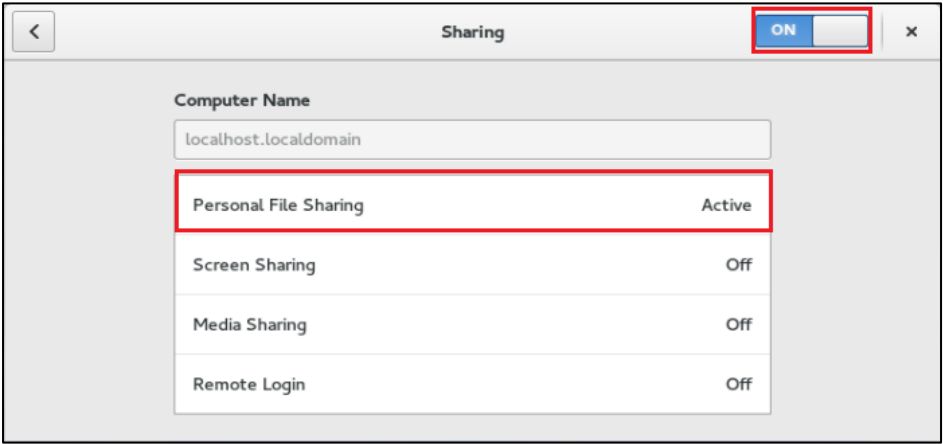 Sharing
ON
Computer Name
localhost.localdomain
Personal File Sharing Active
Screen Sharing Off
Media Sharing Off
Remote Login Off